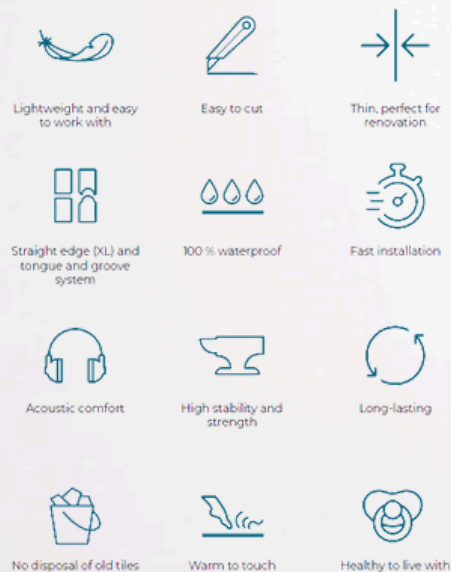 Lightweight and easy
to work with
Easy to cut
Thin, perfect for
renovation
Straight edge (XL) and
tongue and groove
system
100 % waterproof
Fast installation
Acoustic comfort
High stability and
strength
Long-lasting
No disposal of old tiles
Warm to touch
Healthy to live with